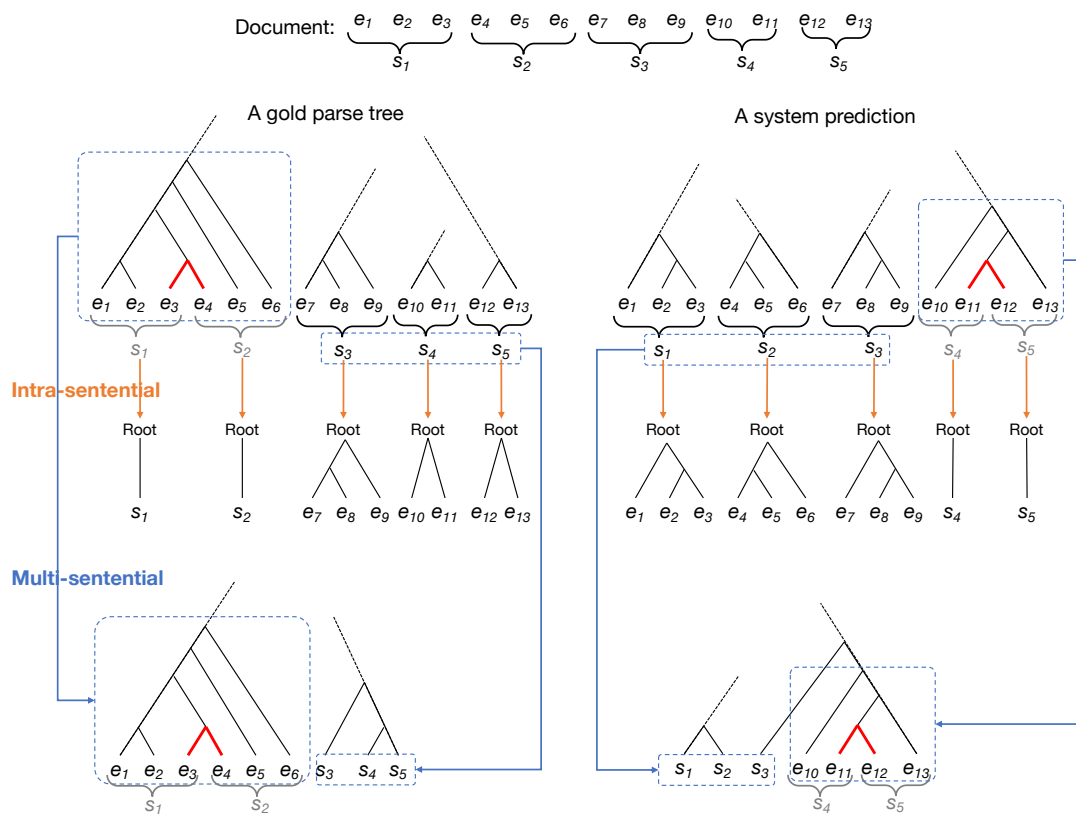 Document: e1 e2 e3 e4 e5 e6 e7 e8 e9 e10 e11 e12 e13
s1 s2 s3 s4 s5
A gold parse tree A system prediction
e1 e2 e3 e4 e5 e6 e7 e8 e9 e10 e11 e12 e13 e1 e2 e3 e4 e5 e6 e7 e8 e9 e10 e11 e12 e13
s1 s2 s3 s4 s5 s1 s2 s3 s4 s5
Intra-sentential
Root Root Root Root Root Root Root Root Root Root
s1 s2 e7 e8 e9 e10 e11 e12 e13 e1 e2 e3 e4 e5 e6 e7 e8 e9 s4 s5
Multi-sentential
e1 e2 e3 e4 e5 e6 s3 s4 s5 s1 s2 s3 e10 e11 e12 e13
s1 s2 s4 s5